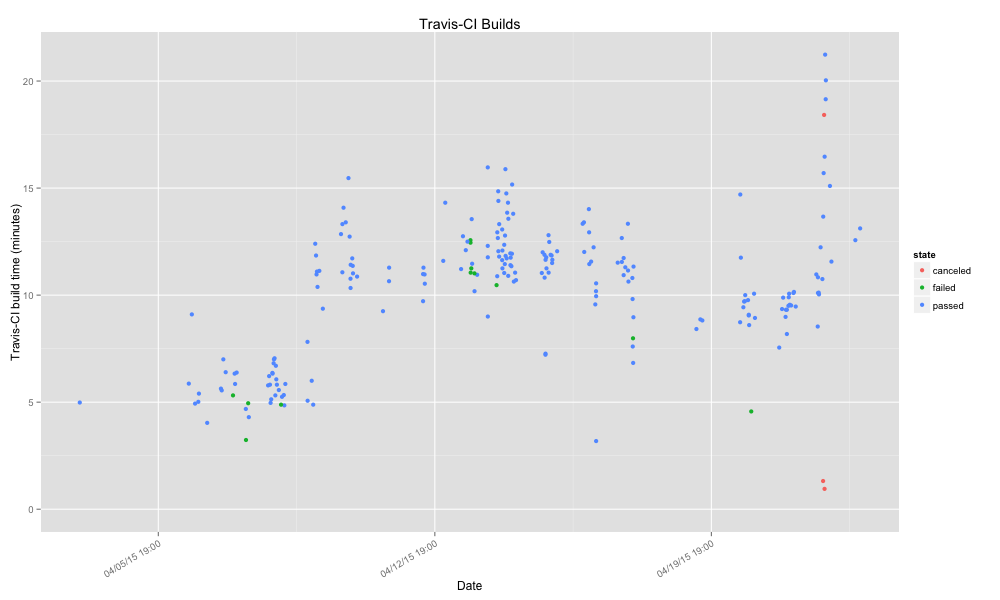 Travis-CI Builds
Travis-CI build time (minutes)
20
15
10
5
0
04/05/15 19:00
04/12/15 19:00
04/19/15 19:00
Date
state
canceled
failed
passed